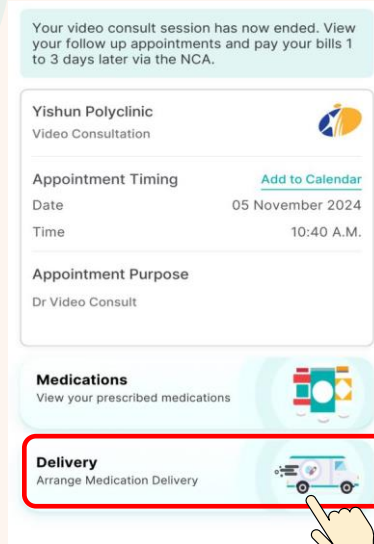 Your video consult session has now ended. View
your follow up appointments and pay your bills 1
to 3 days later via the NCA.
Yishun Polyclinic
Video Consultation
Appointment Timing Add to Calendar
Date 05 November 2024
Time 10:40 A.M.
Appointment Purpose
Dr Video Consult
Medications
View your prescribed medications
Delivery
Arrange Medication Delivery